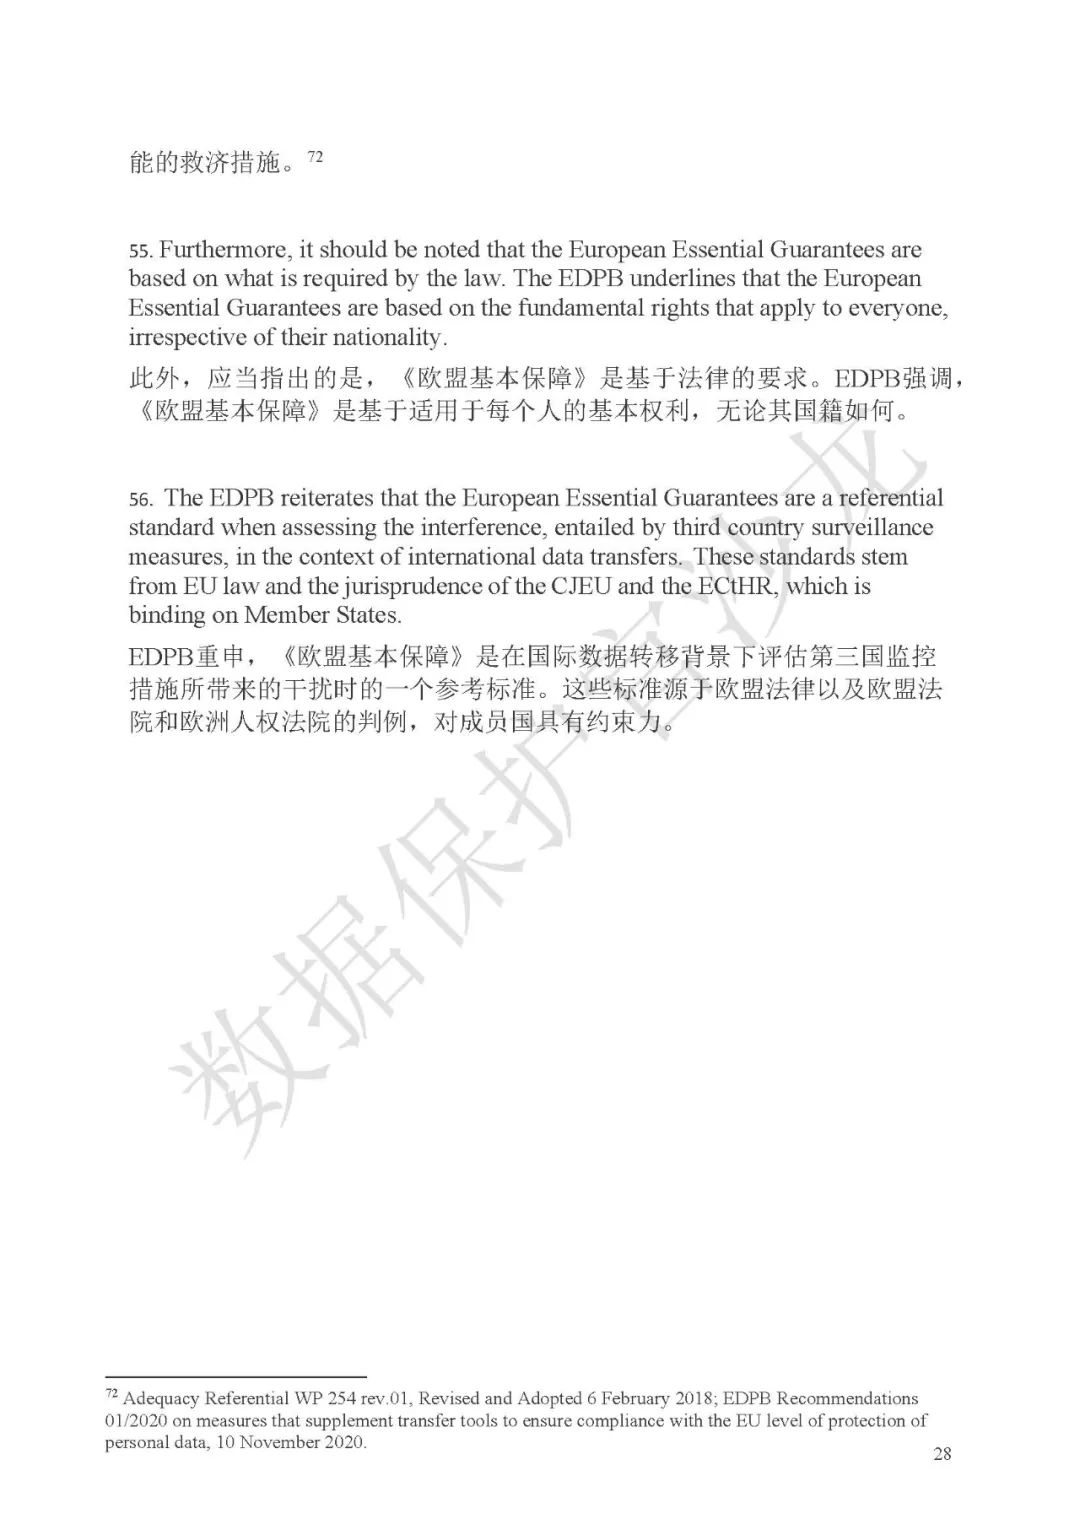 能的救济措施。72
55. Furthermore, it should be noted that the European Essential Guarantees are
based on what is required by the law. The EDPB underlines that the European
Essential Guarantees are based on the fundamental rights that apply to everyone,
irrespective of their nationality.
此外，应当指出的是，《欧盟基本保障》是基于法律的要求。EDPB强调，
《欧盟基本保障》是基于适用于每个人的基本权利，无论其国籍如何。
56. The EDPB reiterates that the European Essential Guarantees are a referential
standard when assessing the interference, entailed by third country surveillance
measures, in the context of international data transfers. These standards stem
from EU law and the jurisprudence of the CJEU and the ECtHR, which is
binding on Member States.
EDPB重申，《欧盟基本保障》是在国际数据转移背景下评估第三国监控
措施所带来的干扰时的一个参考标准。这些标准源于欧盟法律以及欧盟法
院和欧洲人权法院的判例，对成员国具有约束力。
数据保护官沙龙
72 Adequacy Referential WP 254 rev.01, Revised and Adopted 6 February 2018; EDPB Recommendations
01/2020 on measures that supplement transfer tools to ensure compliance with the EU level of protection of
personal data, 10 November 2020.
28